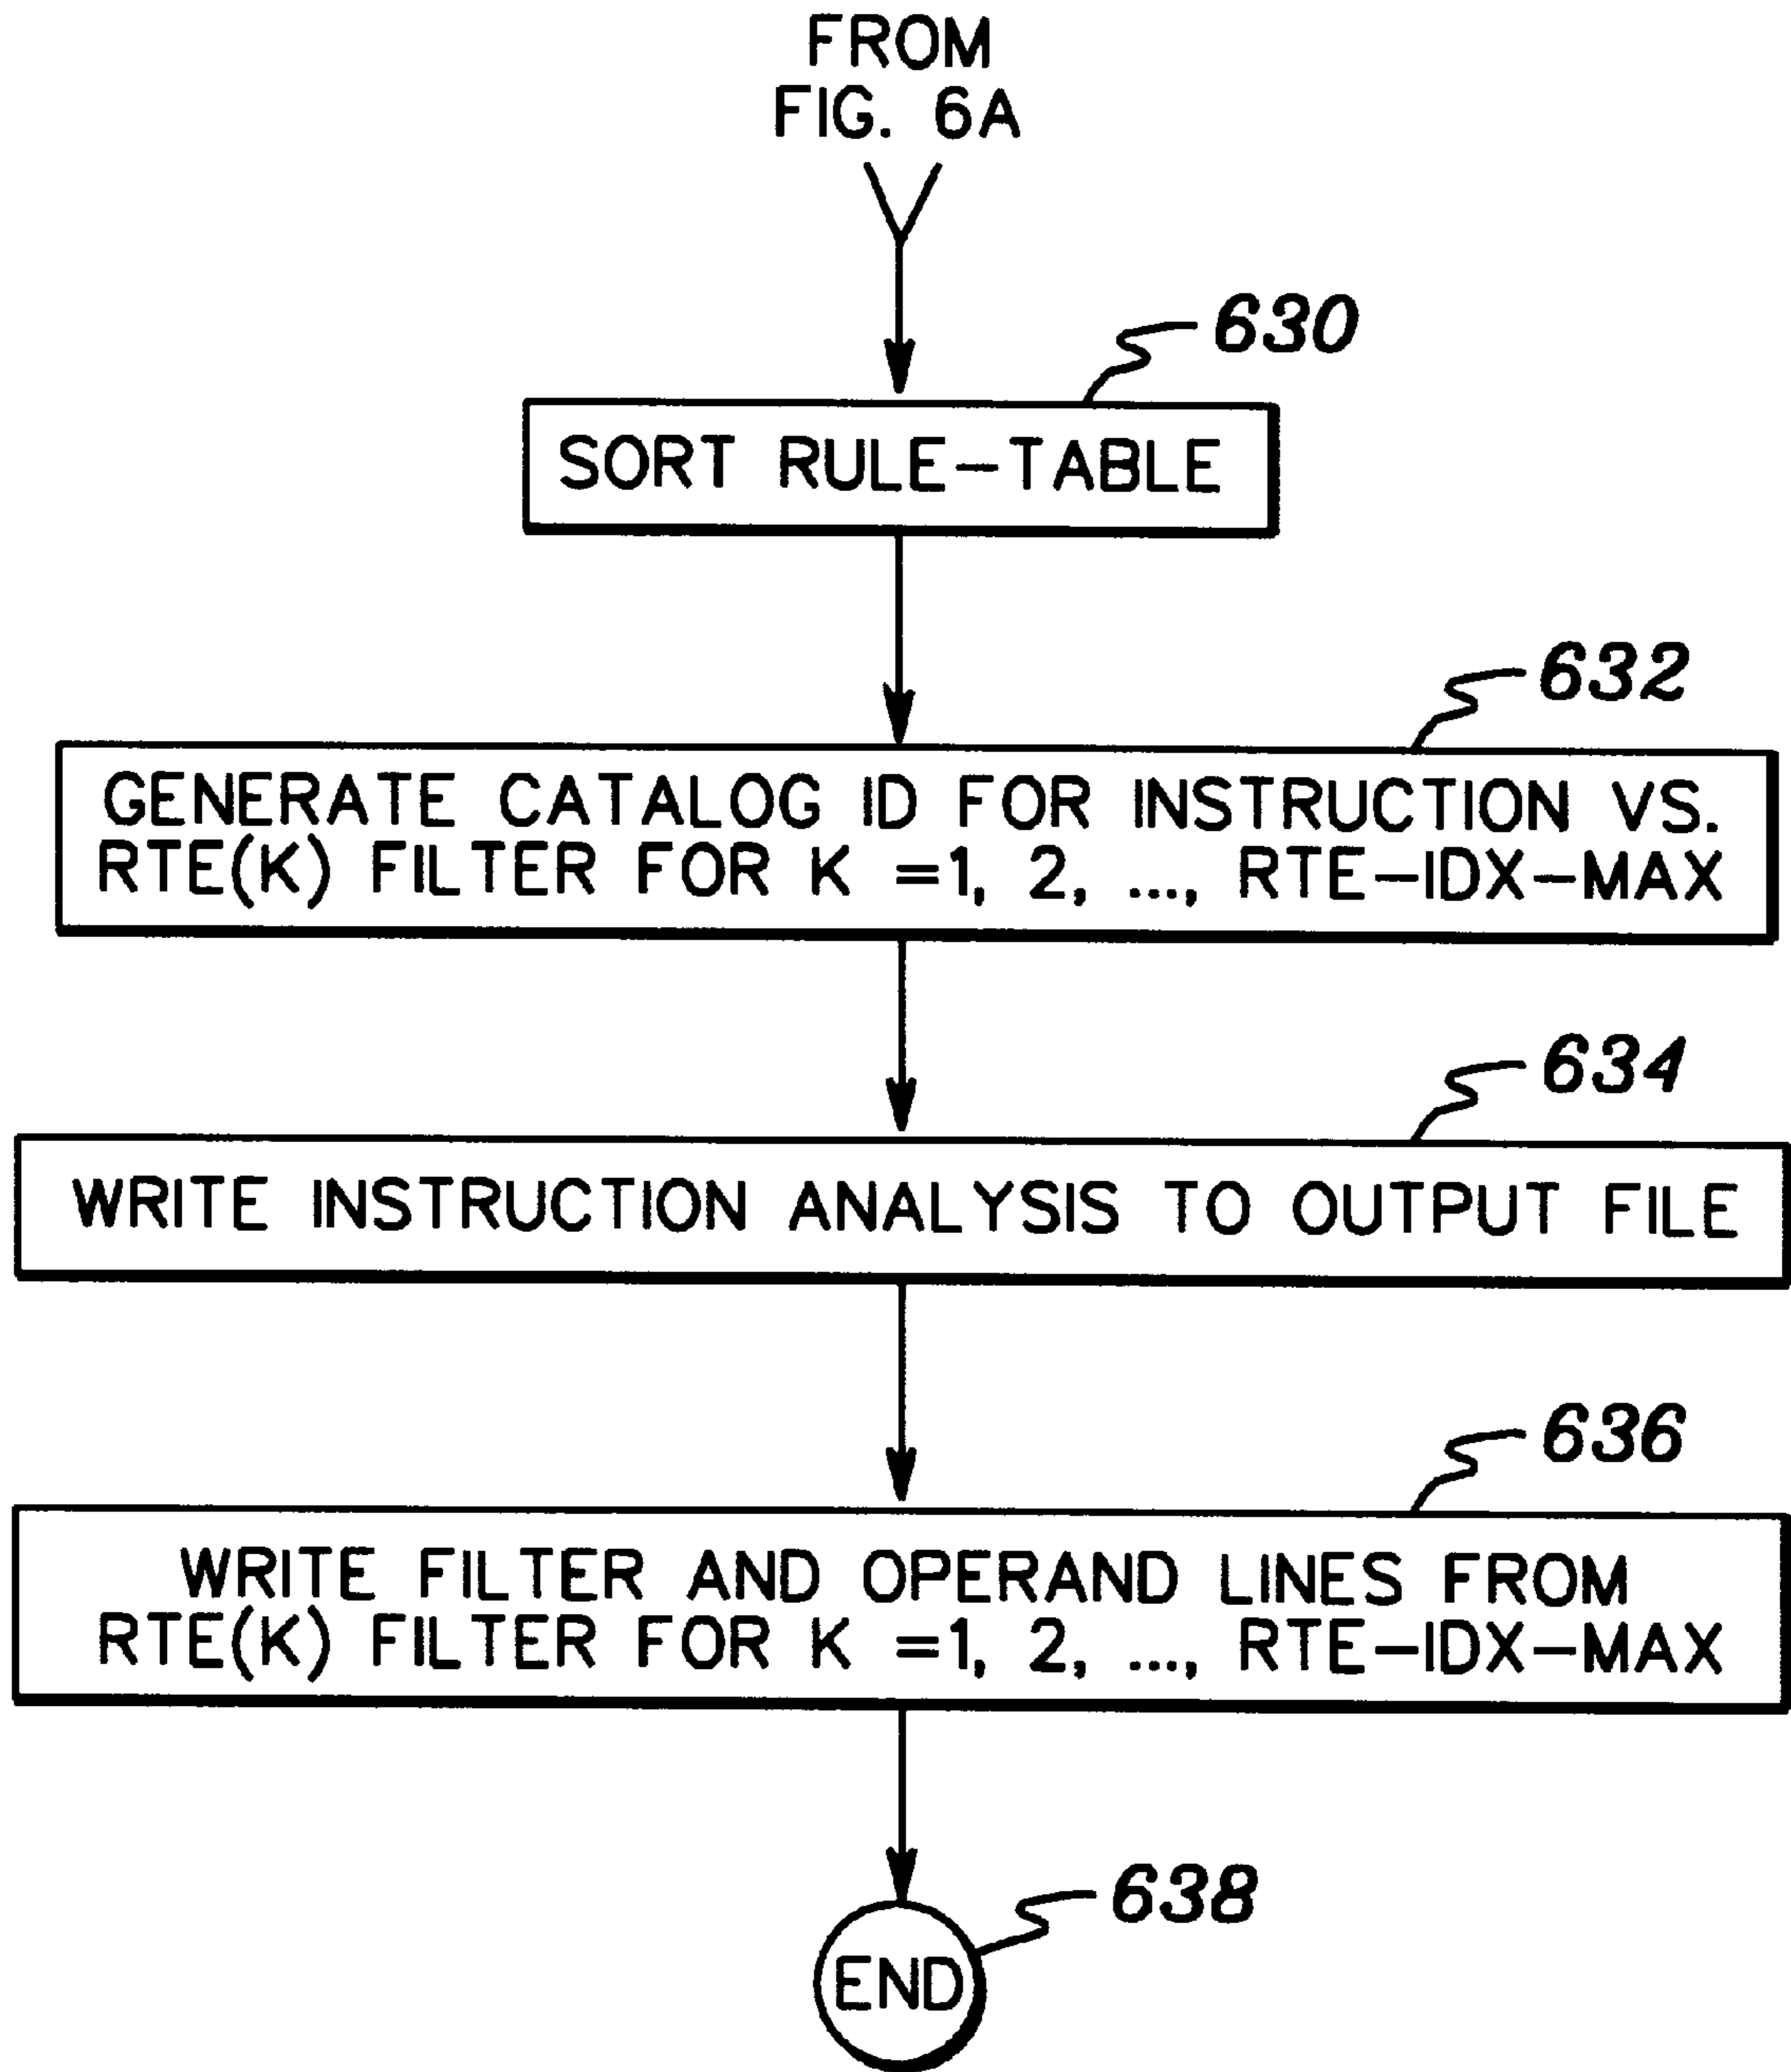 FROM
FIG. 6A
630
SORT RULE-TABLE
632
GENERATE CATALOG ID FOR INSTRUCTION VS.
RTE(K) FILTER FOR K =1, 2, ..., RTE-IDX-MAX
634
WRITE INSTRUCTION ANALYSIS TO OUTPUT FILE
636
WRITE FILTER AND OPERAND LINES FROM
RTE(K) FILTER FOR K =1, 2, ..., RTE-IDX-MAX
638
END